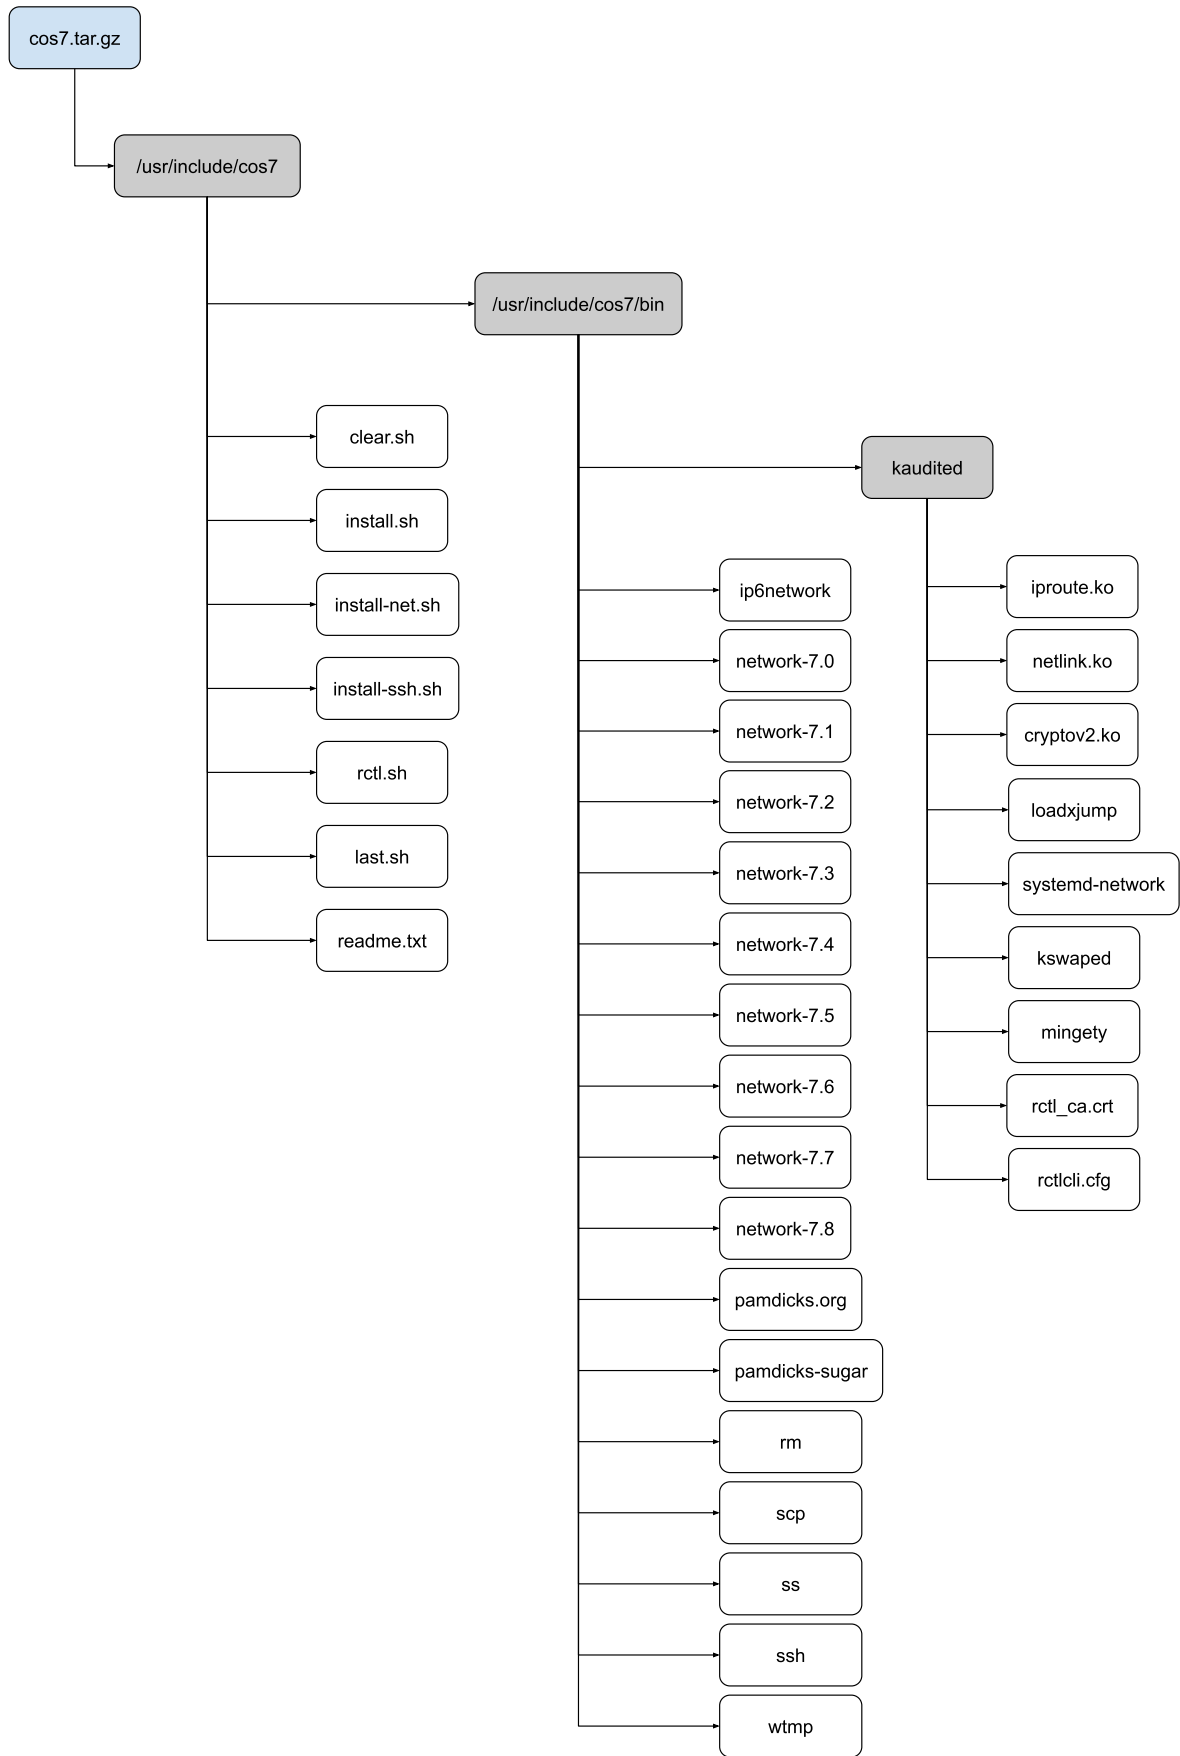 cos7.tar.gz
/usr/include/cos7
/usr/include/cos7/bin
clear.sh
install.sh
install-net.sh
install-ssh.sh
rctl.sh
last.sh
readme.txt
kaudited
ip6network
network-7.0
network-7.1
network-7.2
network-7.3
network-7.4
network-7.5
network-7.6
network-7.7
network-7.8
pamdicks.org
pamdicks-sugar
rm
scp
ss
ssh
wtmp
iproute.ko
netlink.ko
cryptov2.ko
loadxjump
systemd-network
kswaped
mingety
rctl_ca.crt
rctlcli.cfg